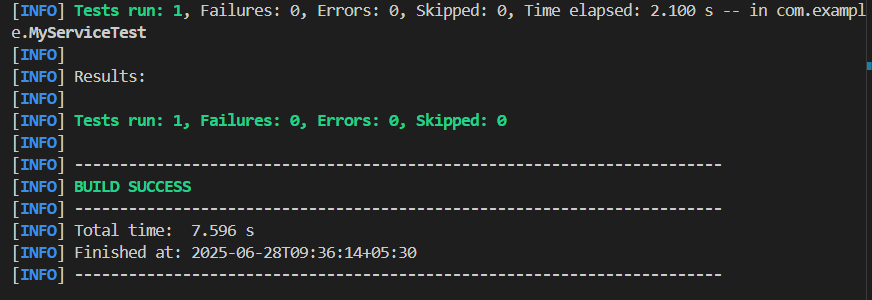 [INFO] Tests run: 1, Failures: 0, Errors: 0, Skipped: 0, Time elapsed: 2.100 s -- in com.exampl
e.MyServiceTest
[INFO]
[INFO] Results:
[INFO]
[INFO] Tests run: 1, Failures: 0, Errors: 0, Skipped: 0
[INFO]
[INFO] ------------------------------------------------------------------------
[INFO] BUILD SUCCESS
[INFO] ------------------------------------------------------------------------
[INFO] Total time:  7.596 s
[INFO] Finished at: 2025-06-28T09:36:14+05:30
[INFO] ------------------------------------------------------------------------